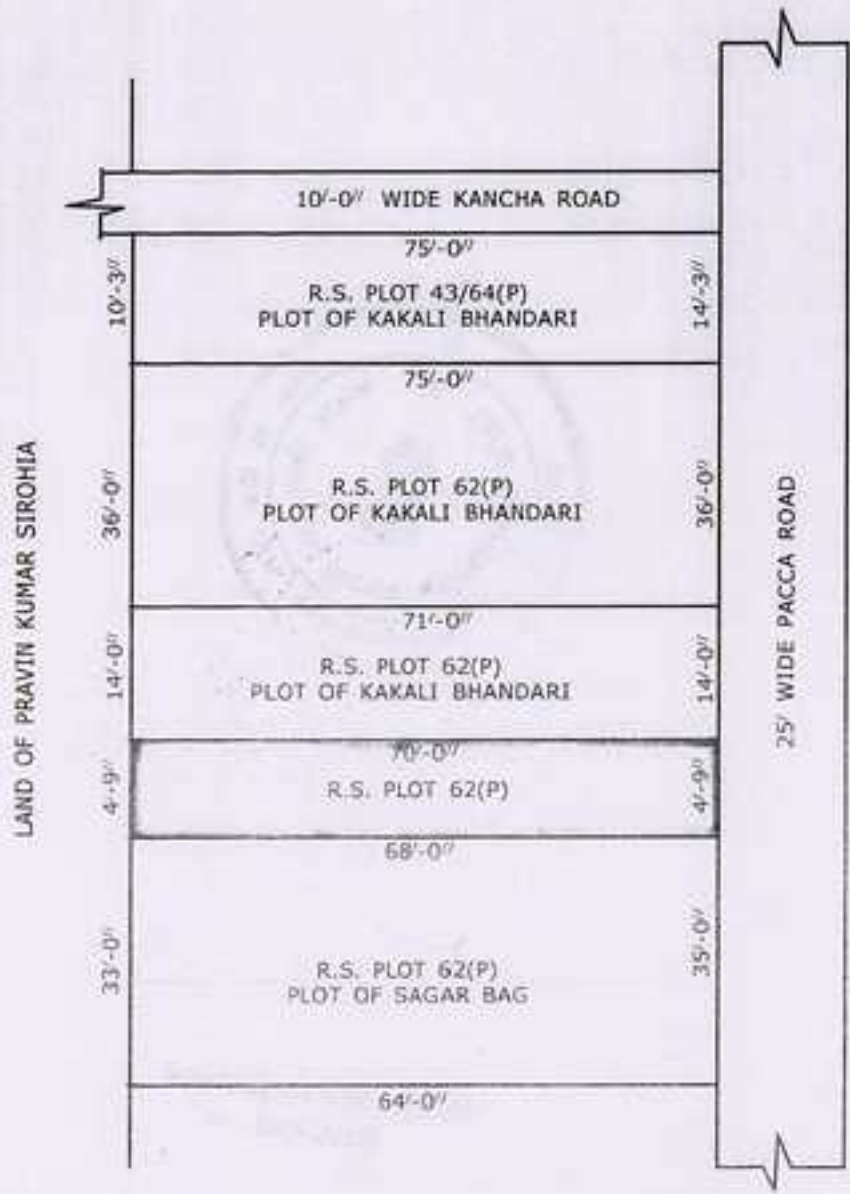 10'-0" WIDE KANCHA ROAD
75'-0"
10'-3"
R.S. PLOT 43/64(P)
PLOT OF KAKALI BHANDARI
14'-3"
75'-0"
LAND OF PRAVIN KUMAR SIROHIA
36'-0"
R.S. PLOT 62(P)
PLOT OF KAKALI BHANDARI
36'-0"
25' WIDE PACCA ROAD
71'-0"
14'-0"
R.S. PLOT 62(P)
PLOT OF KAKALI BHANDARI
14'-0"
70'-0"
4'-9"
R.S. PLOT 62(P)
4'-9"
68'-0"
33'-0"
R.S. PLOT 62(P)
PLOT OF SAGAR BAG
35'-0"
64'-0"